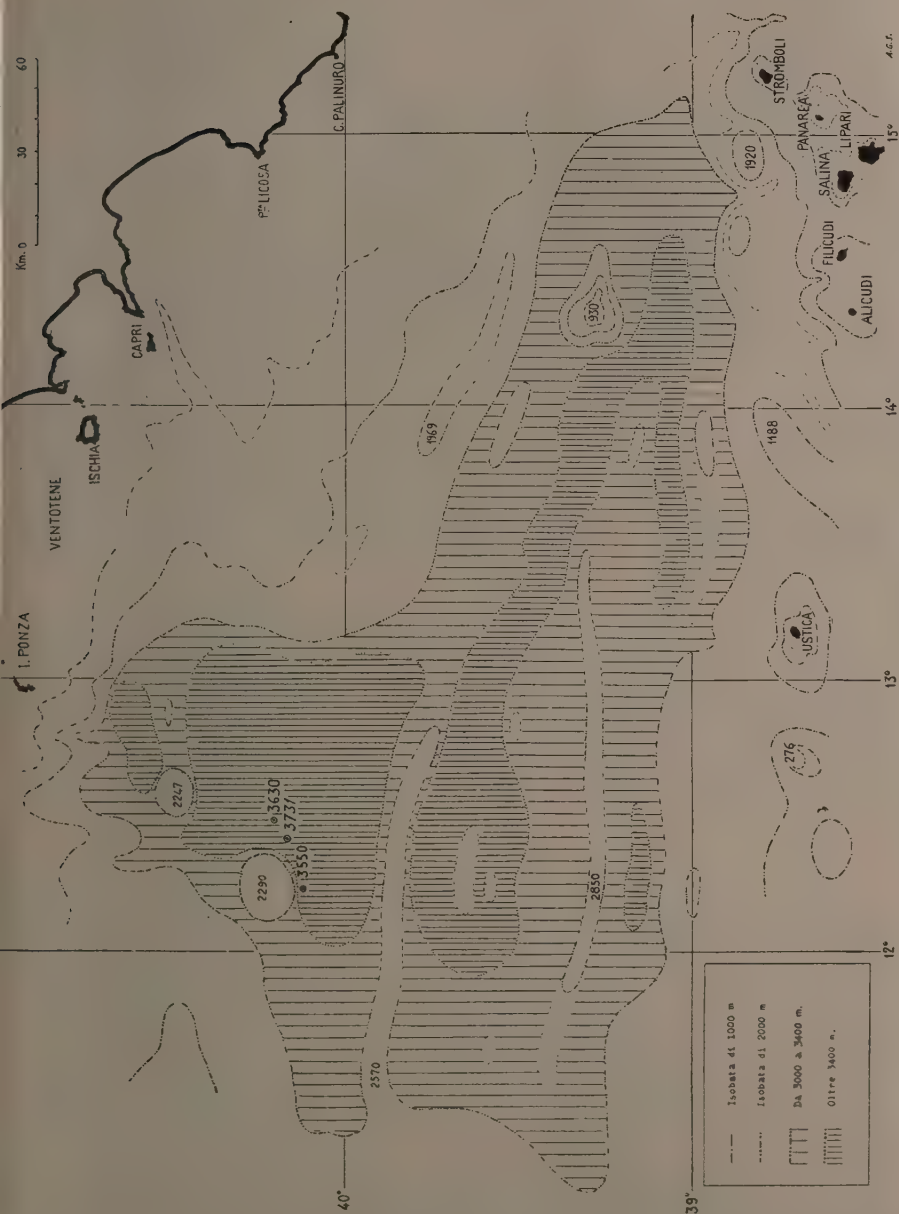 Km. 0 30 60
I. PONZA
VENTOTENE
ISCHIA
CAPRI
Pta LICOSA
C. PALINURO
2247
2290
3630
3737
3550
40°
1969
930
1920
STROMBOLI
PANAREA
LIPARI
SALINA
FILICUDI
ALICUDI
2570
2850
39°
1188
USTICA
276
12°
13°
14°
15°
Isobata di 1000 m
Isobata di 2000 m
Da 3000 a 3400 m.
Oltre 3400 m.
A.G.F.